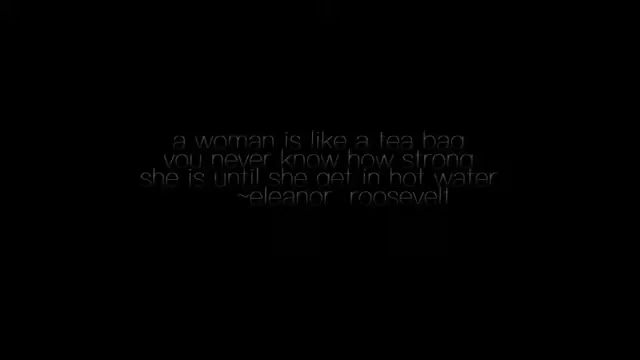 a woman is like a tea bag
you never know how strong
she is until she get in hot water
~eleanor roosevelt